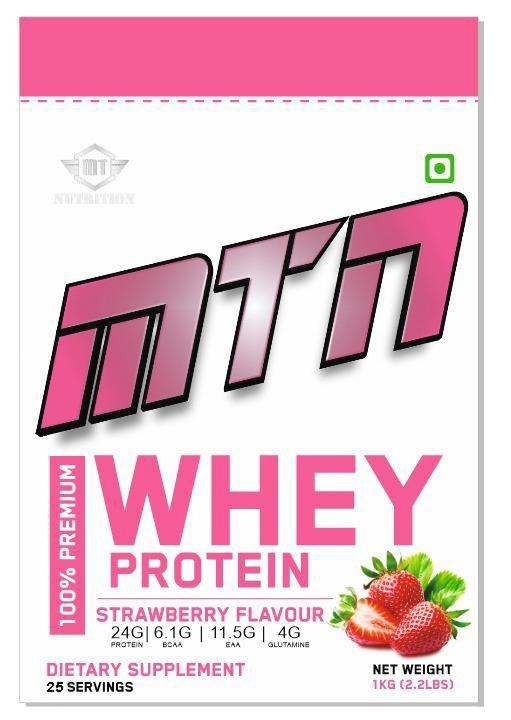 MT
NUTRITION
MTN
100% PREMIUM
WHEY
PROTEIN
STRAWBERRY FLAVOUR
24G| 6.1G | 11.5G | 4G
PROTEIN BCAA EAA GLUTAMINE
DIETARY SUPPLEMENT
25 SERVINGS
NET WEIGHT
1KG (2.2LBS)